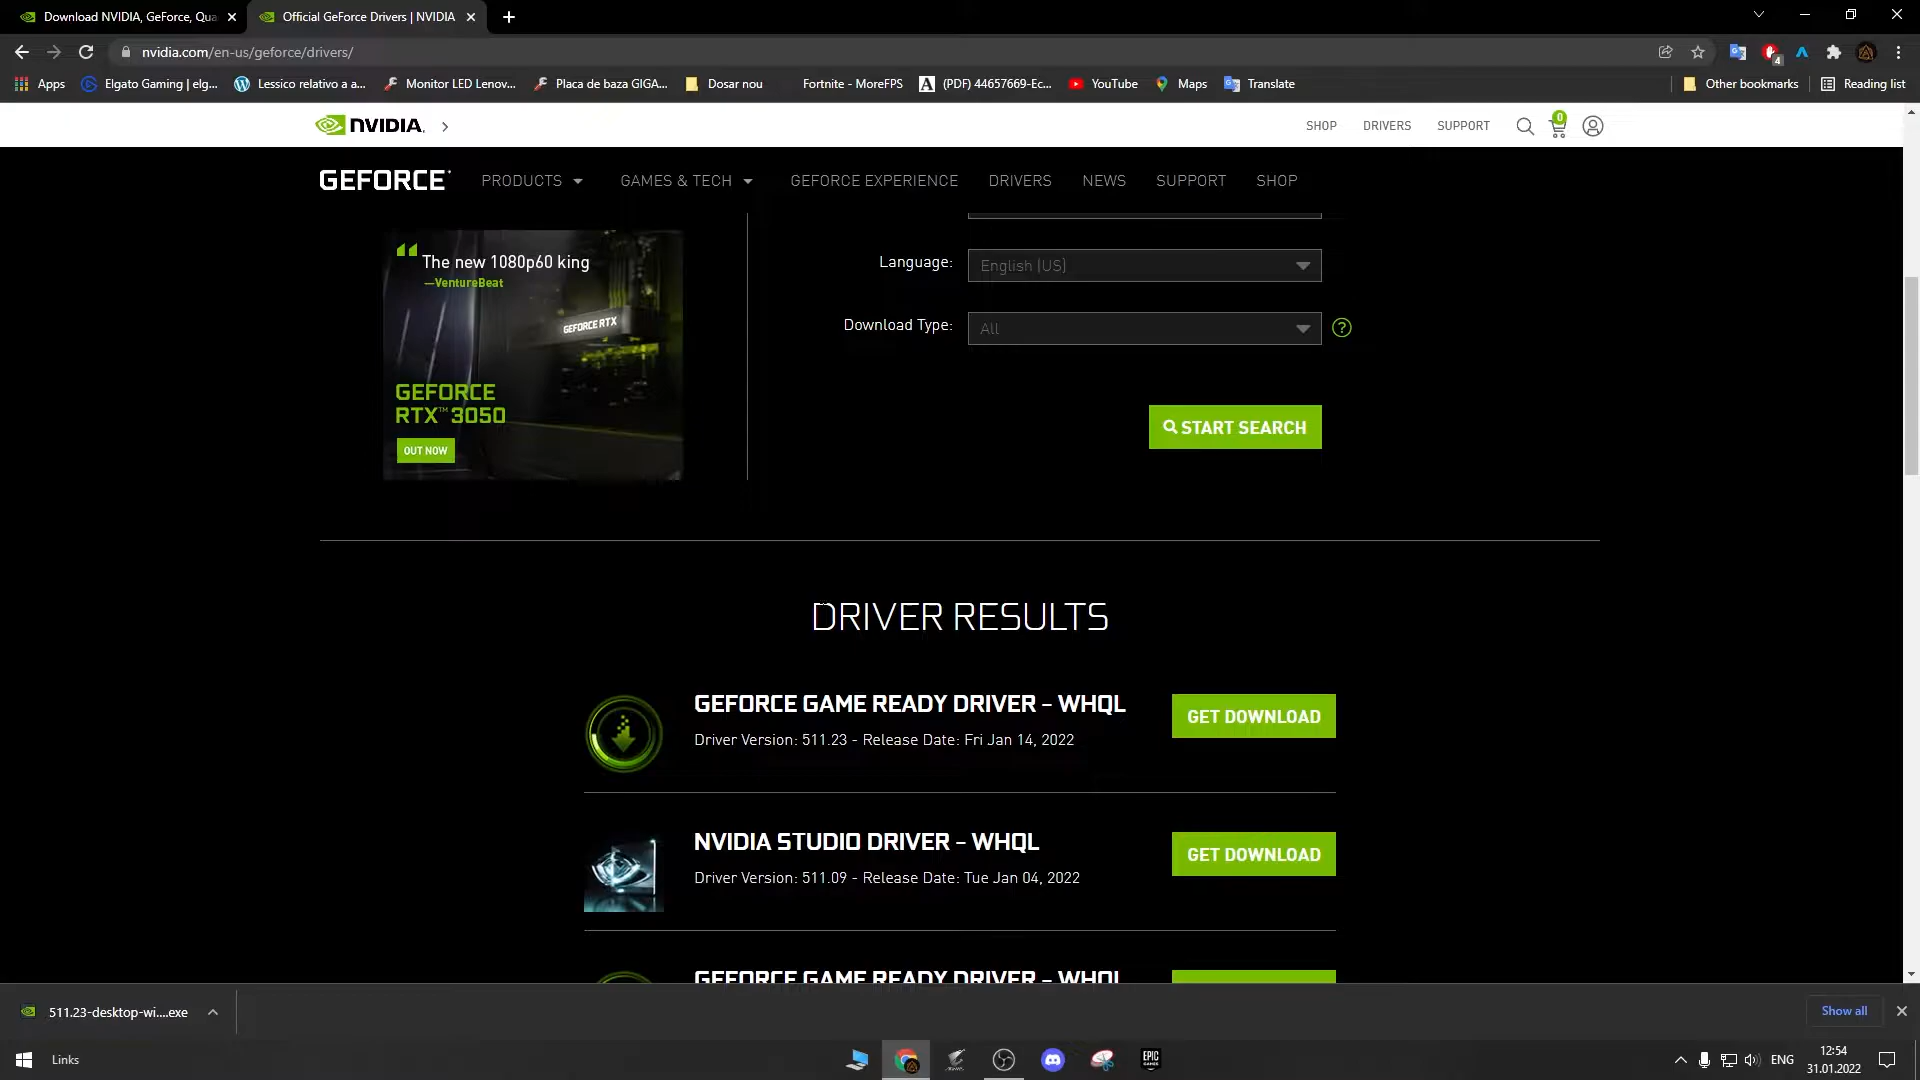 Download NVIDIA, GeForce, Qua
Official GeForce Drivers | NVIDIA
nvidia.com/en-us/geforce/drivers/
4
Apps
Elgato Gaming | elg...
Lessico relativo a a...
Monitor LED Lenov...
Placa de baza GIGA...
Dosar nou
Fortnite - MoreFPS
(PDF) 44657669-Ec...
YouTube
Maps
Translate
Other bookmarks
Reading list
NVIDIA.
SHOP
DRIVERS
SUPPORT
0
GEFORCE
PRODUCTS
GAMES & TECH
GEFORCE EXPERIENCE
DRIVERS
NEWS
SUPPORT
SHOP
The new 1080p60 king
—VentureBeat
GEFORCE RTX
GEFORCE
RTX™ 3050
OUT NOW
Language:
English (US)
Download Type:
All
?
START SEARCH
DRIVER RESULTS
GEFORCE GAME READY DRIVER - WHQL
Driver Version: 511.23 - Release Date: Fri Jan 14, 2022
GET DOWNLOAD
NVIDIA STUDIO DRIVER - WHQL
Driver Version: 511.09 - Release Date: Tue Jan 04, 2022
GET DOWNLOAD
GEFORCE GAME READY DRIVER - WHQL
511.23-desktop-wi....exe
Show all
Links
EPIC
GAMES
ENG
12:54
31.01.2022